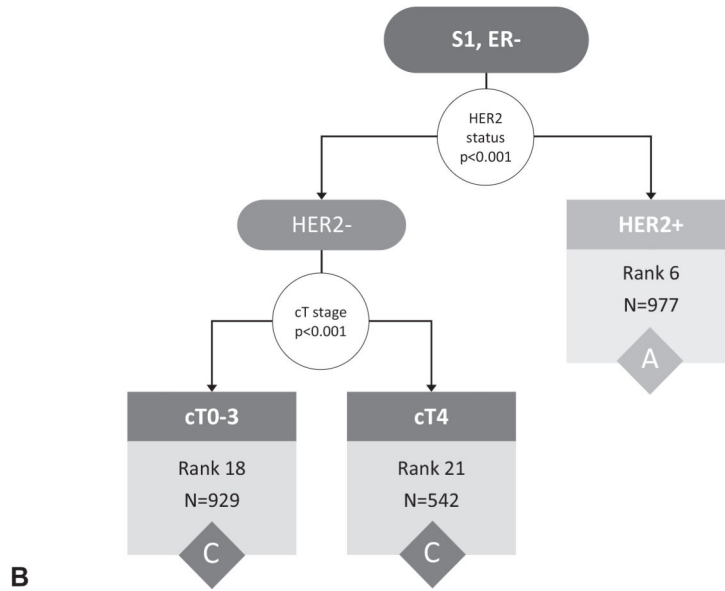 S1, ER-
HER2
status
p<0.001
HER2-
HER2+
Rank 6
N=977
A
cT stage
p<0.001
cT0-3
Rank 18
N=929
C
cT4
Rank 21
N=542
C
B